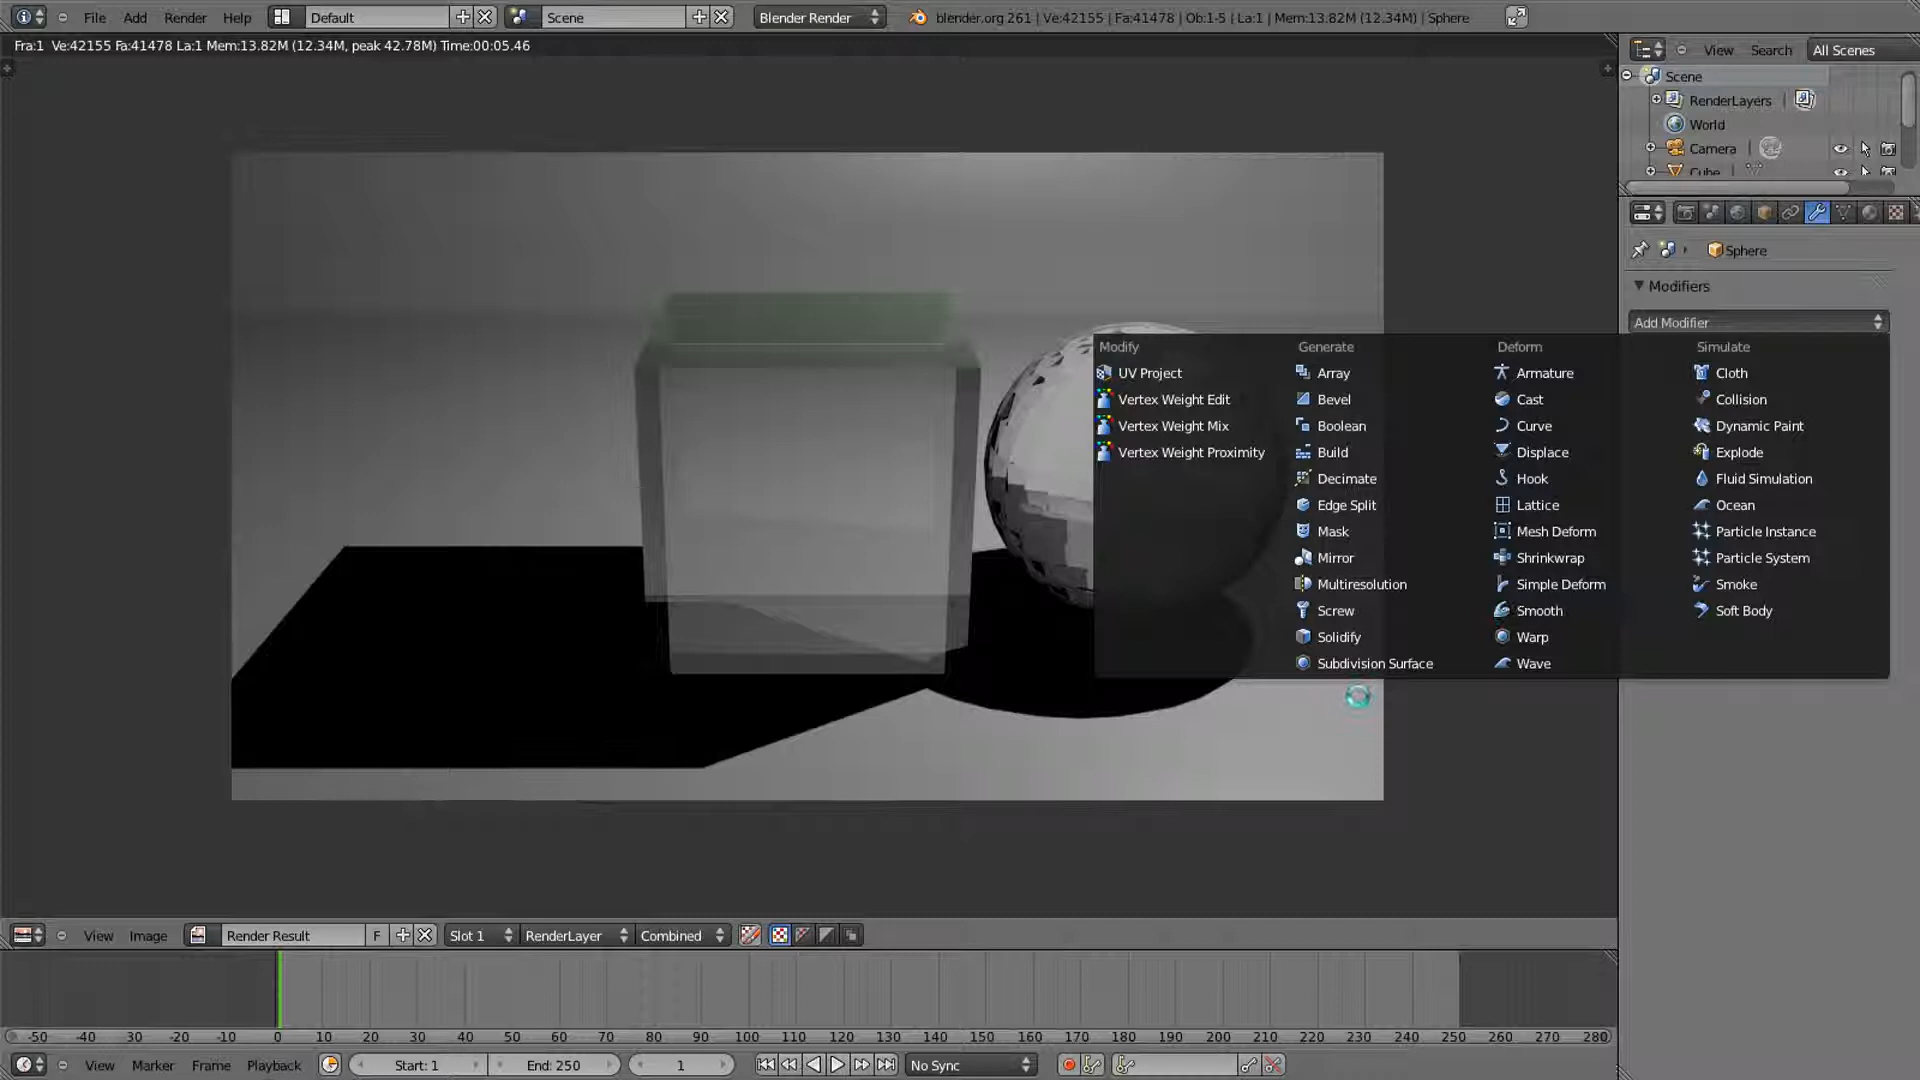 File Add Render Help Default Scene Blender Render blender.org 261 | Ve:42155 | Fa:41478 | Ob:1-5 | La:1 | Mem:13.82M (12.34M) | Sphere
Fra:1 Ve:42155 Fa:41478 La:1 Mem:13.82M (12.34M, peak 42.78M) Time:00:05.46
View Search All Scenes
Scene
RenderLayers |
World
Camera |
Cube
Sphere
Modifiers
Add Modifier
Modify Generate Deform Simulate
UV Project Array Armature Cloth
Vertex Weight Edit Bevel Cast Collision
Vertex Weight Mix Boolean Curve Dynamic Paint
Vertex Weight Proximity Build Displace Explode
Decimate Hook Fluid Simulation
Edge Split Lattice Ocean
Mask Mesh Deform Particle Instance
Mirror Shrinkwrap Particle System
Multiresolution Simple Deform Smoke
Screw Smooth Soft Body
Solidify Warp
Subdivision Surface Wave
View Image Render Result F Slot 1 RenderLayer Combined
-50 -40 30 -20 -10 0 10 20 30 40 50 60 70 80 90 100 110 120 130 140 150 160 170 180 190 200 210 220 230 240 250 260 270 280
View Marker Frame Playback Start: 1 End: 250 1 No Sync